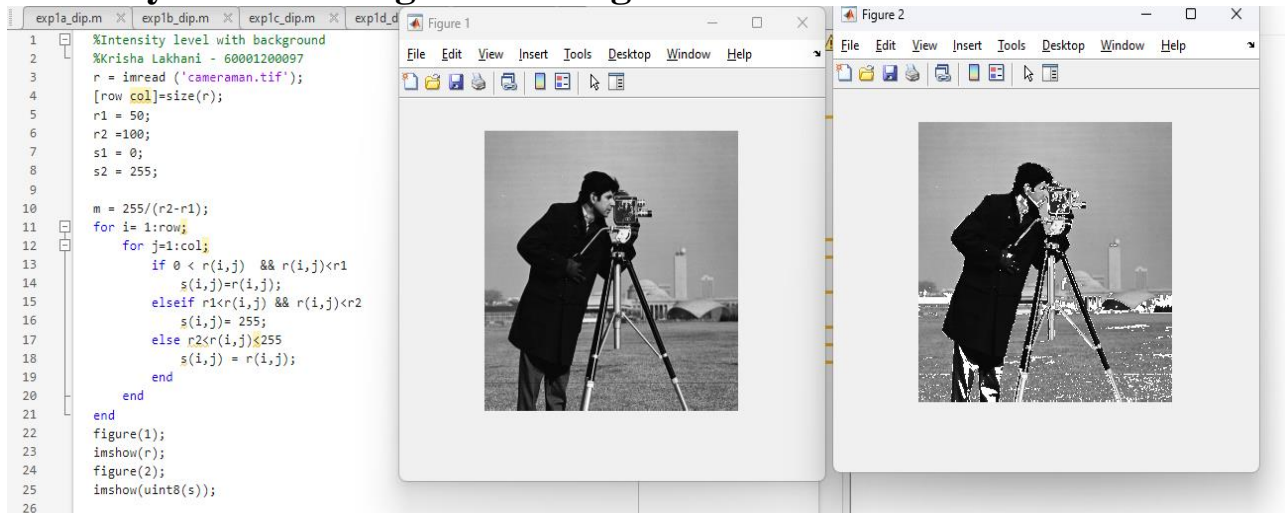 exp1a_dip.m × exp1b_dip.m × exp1c_dip.m × exp1d_d
1 %Intensity level with background
2 %Krisha Lakhani - 60001200097
3 r = imread ('cameraman.tif');
4 [row col]=size(r);
5 r1 = 50;
6 r2 =100;
7 s1 = 0;
8 s2 = 255;
9
10 m = 255/(r2-r1);
11 for i= 1:row;
12 for j=1:col;
13 if 0 < r(i,j) && r(i,j)<r1
14 s(i,j)=r(i,j);
15 elseif r1<r(i,j) && r(i,j)<r2
16 s(i,j)= 255;
17 else r2<r(i,j)<255
18 s(i,j) = r(i,j);
19 end
20 end
21 end
22 figure(1);
23 imshow(r);
24 figure(2);
25 imshow(uint8(s));
26
Figure 1
File Edit View Insert Tools Desktop Window Help
Figure 2
File Edit View Insert Tools Desktop Window Help